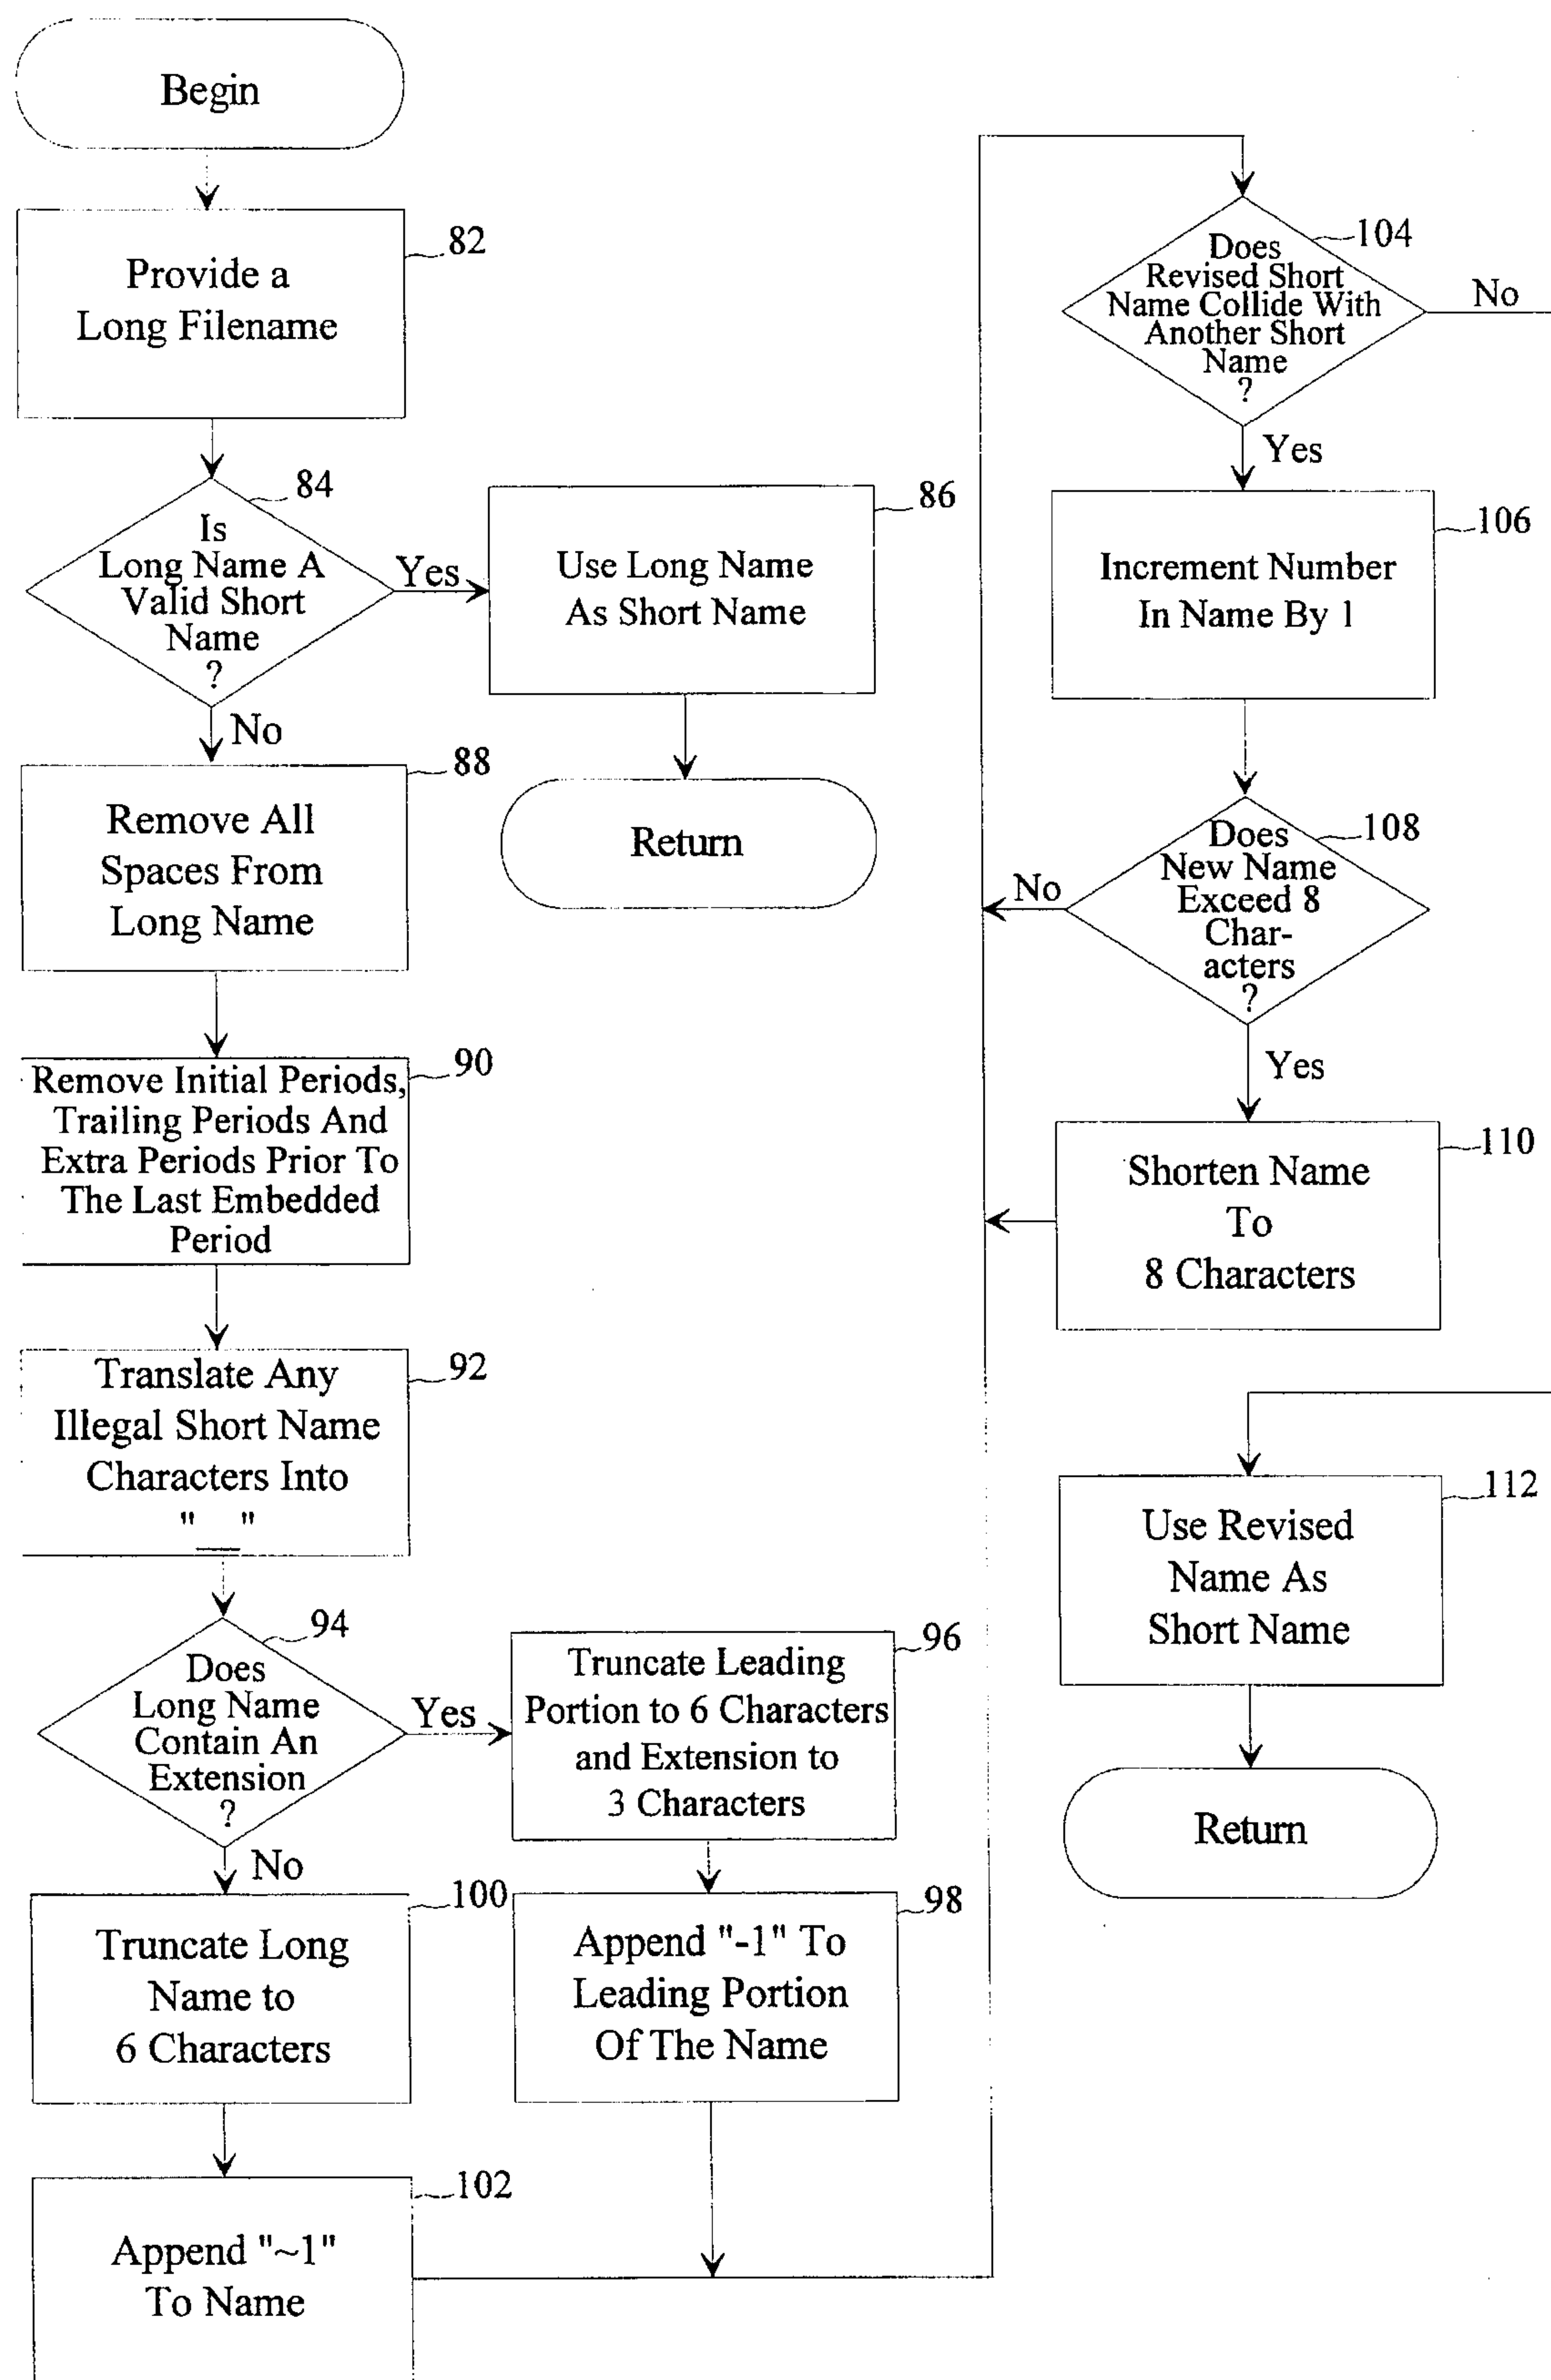 Begin
82
Provide a
Long Filename
84
Is
Long Name A
Valid Short
Name
?
Yes
86
Use Long Name
As Short Name
Return
No
88
Remove All
Spaces From
Long Name
90
Remove Initial Periods,
Trailing Periods And
Extra Periods Prior To
The Last Embedded
Period
92
Translate Any
Illegal Short Name
Characters Into
"_"
94
Does
Long Name
Contain An
Extension
?
Yes
96
Truncate Leading
Portion to 6 Characters
and Extension to
3 Characters
98
Append "-1" To
Leading Portion
Of The Name
No
100
Truncate Long
Name to
6 Characters
102
Append "~1"
To Name
104
Does
Revised Short
Name Collide With
Another Short
Name
?
No
Yes
106
Increment Number
In Name By 1
108
Does
New Name
Exceed 8
Char-
acters
?
No
Yes
110
Shorten Name
To
8 Characters
112
Use Revised
Name As
Short Name
Return